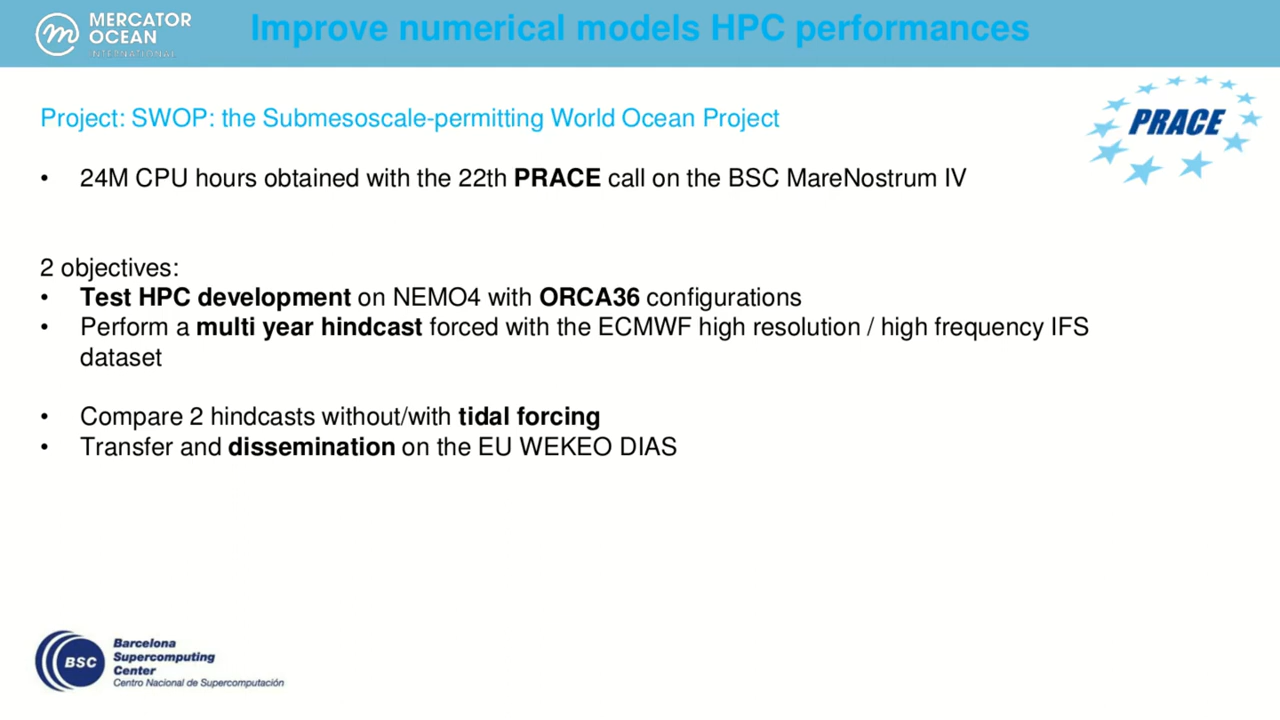 MERCATOR
OCEAN
INTERNATIONAL
Improve numerical models HPC performances
PRACE
Project: SWOP: the Submesoscale-permitting World Ocean Project
• 24M CPU hours obtained with the 22th PRACE call on the BSC MareNostrum IV
2 objectives:
• Test HPC development on NEMO4 with ORCA36 configurations
• Perform a multi year hindcast forced with the ECMWF high resolution / high frequency IFS
dataset
• Compare 2 hindcasts without/with tidal forcing
• Transfer and dissemination on the EU WEKEO DIAS
BSC
Barcelona
Supercomputing
Center
Centro Nacional de Supercomputación